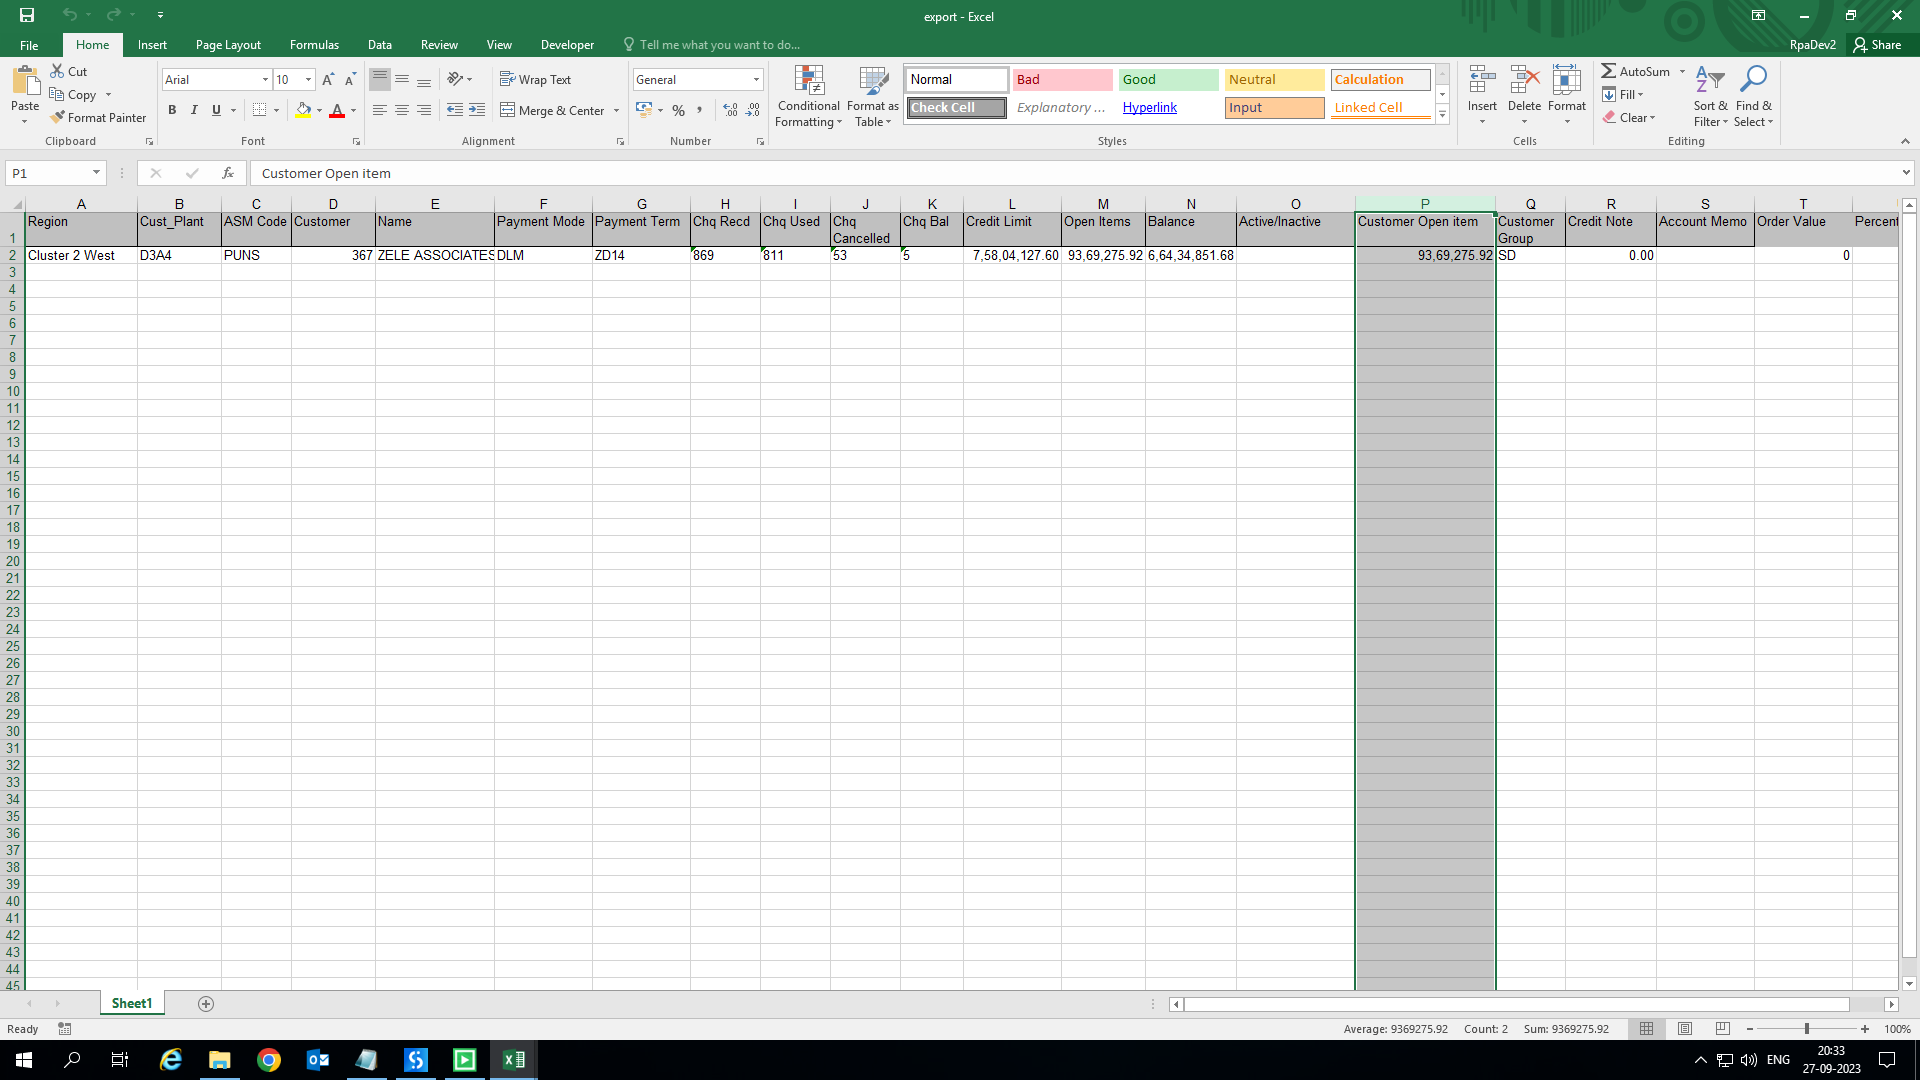 export - Excel
File Home Insert Page Layout Formulas Data Review View Developer Tell me what you want to do... RpaDev2 Share
Paste
Cut
Copy
Format Painter
Clipboard
Arial 10
B I U
Font
Wrap Text
Merge & Center
Alignment
General
Number
Conditional Formatting
Format as Table
Normal Bad Good Neutral Calculation
Check Cell Explanatory ... Hyperlink Input Linked Cell
Styles
Insert Delete Format
Cells
AutoSum
Fill
Clear
Sort & Filter
Find & Select
Editing
P1 fx Customer Open item
A B C D E F G H I J K L M N O P Q R S T
1 Region Cust_Plant ASM Code Customer Name Payment Mode Payment Term Chq Recd Chq Used Chq Cancelled Chq Bal Credit Limit Open Items Balance Active/Inactive Customer Open item Customer Group Credit Note Account Memo Order Value Percent
2 Cluster 2 West D3A4 PUNS 367 ZELE ASSOCIATES DLM ZD14 869 811 53 5 7,58,04,127.60 93,69,275.92 6,64,34,851.68 93,69,275.92 SD 0.00 0
3
4
5
6
7
8
9
10
11
12
13
14
15
16
17
18
19
20
21
22
23
24
25
26
27
28
29
30
31
32
33
34
35
36
37
38
39
40
41
42
43
44
45
Sheet1
Ready Average: 9369275.92 Count: 2 Sum: 9369275.92 100%
ENG 20:33
27-09-2023